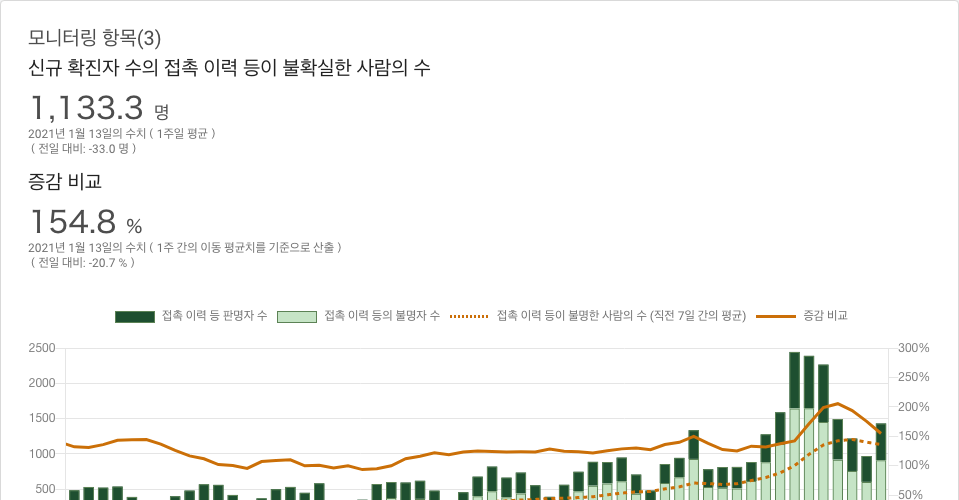 모니터링 항목(3)
신규 확진자 수의 접촉 이력 등이 불확실한 사람의 수
1,133.3 명
2021년 1월 13일의 수치 ( 1주일 평균 )
( 전일 대비: -33.0 명 )
증감 비교
154.8 %
2021년 1월 13일의 수치 ( 1주 간의 이동 평균치를 기준으로 산출 )
( 전일 대비: -20.7 % )
접촉 이력 등 판명자 수 접촉 이력 등의 불명자 수 접촉 이력 등이 불명한 사람의 수 (직전 7일 간의 평균) 증감 비교
2500 300%
250%
2000
200%
1500
150%
1000
100%
500
50%